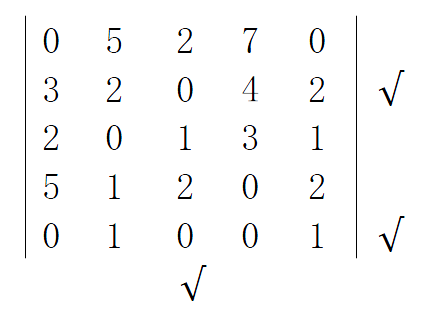 0 5 2 7 0
3 2 0 4 2 √
2 0 1 3 1
5 1 2 0 2
0 1 0 0 1 √
√